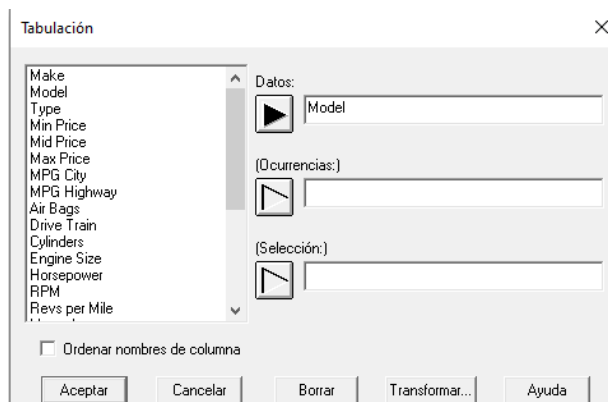 Tabulación
Make
Model
Type
Min Price
Mid Price
Max Price
MPG City
MPG Highway
Air Bags
Drive Train
Cylinders
Engine Size
Horsepower
RPM
Revs per Mile
Datos:
Model
(Ocurrencias:)
(Selección:)
Ordenar nombres de columna
Aceptar
Cancelar
Borrar
Transformar...
Ayuda